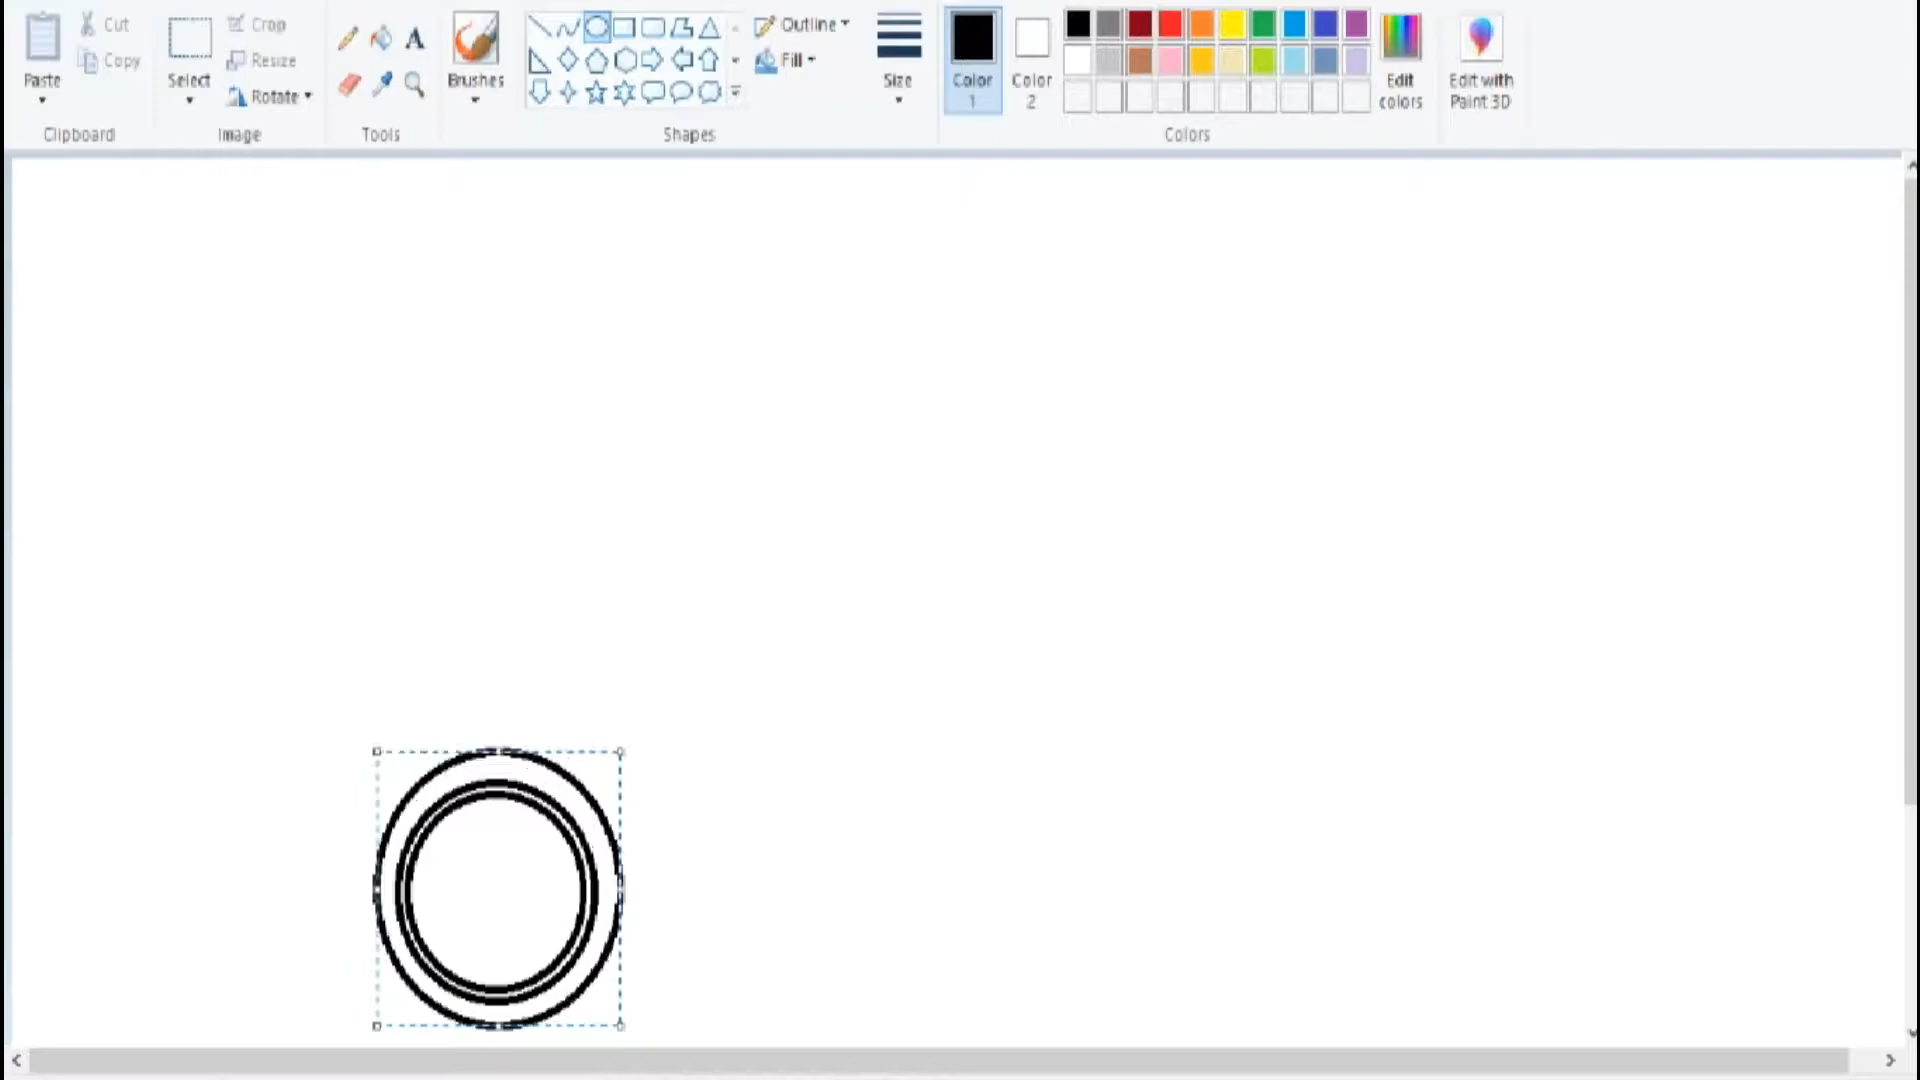 Cut
Crop
Outline
Copy
Resize
Fill
Paste
Select
Rotate
Brushes
Size
Color
1
Color
2
Edit
colors
Edit with
Paint 3D
Clipboard
Image
Tools
A
Shapes
Colors